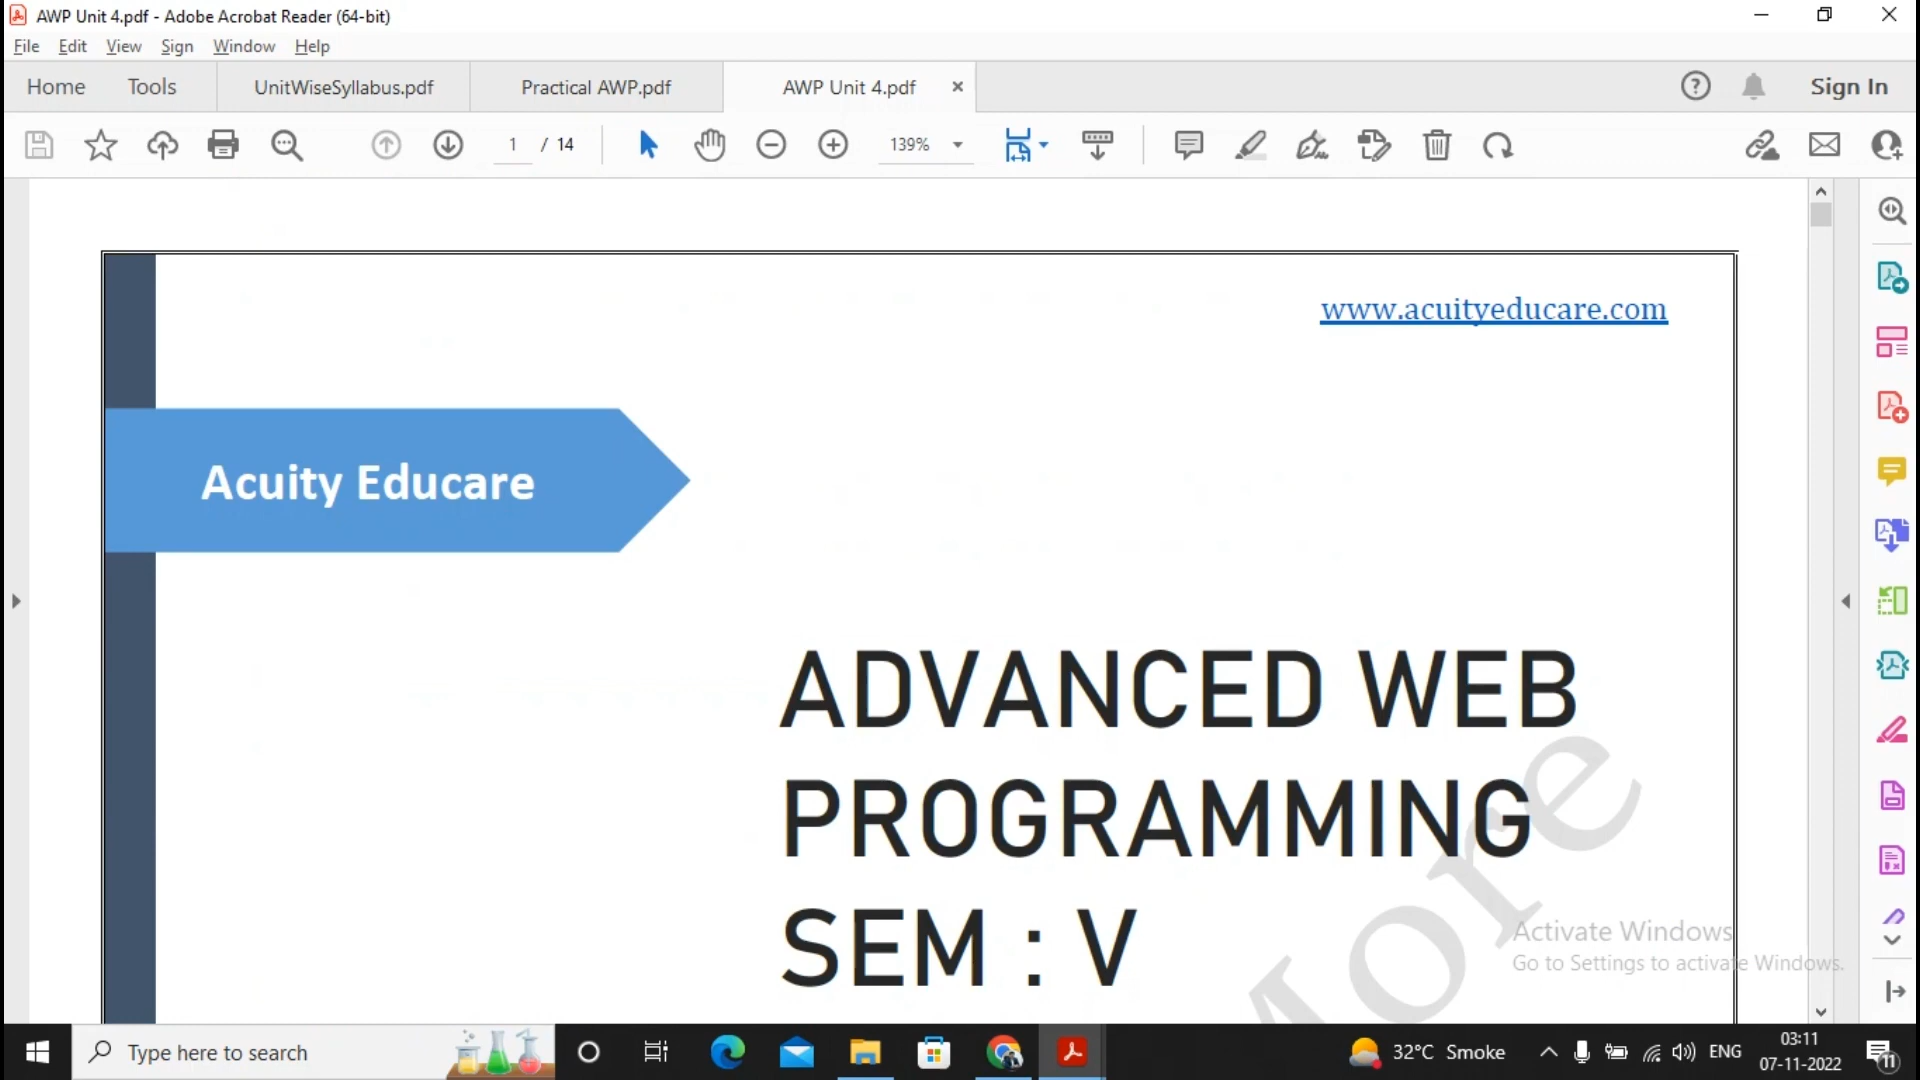 AWP Unit 4.pdf - Adobe Acrobat Reader (64-bit)
File Edit View Sign Window Help
Home Tools UnitWiseSyllabus.pdf Practical AWP.pdf AWP Unit 4.pdf Sign In
1 / 14 139%
www.acuityeducare.com
Acuity Educare
ADVANCED WEB
PROGRAMMING
SEM : V
More
Activate Windows
Go to Settings to activate Windows.
Type here to search 32°C Smoke ENG 03:11
07-11-2022
11